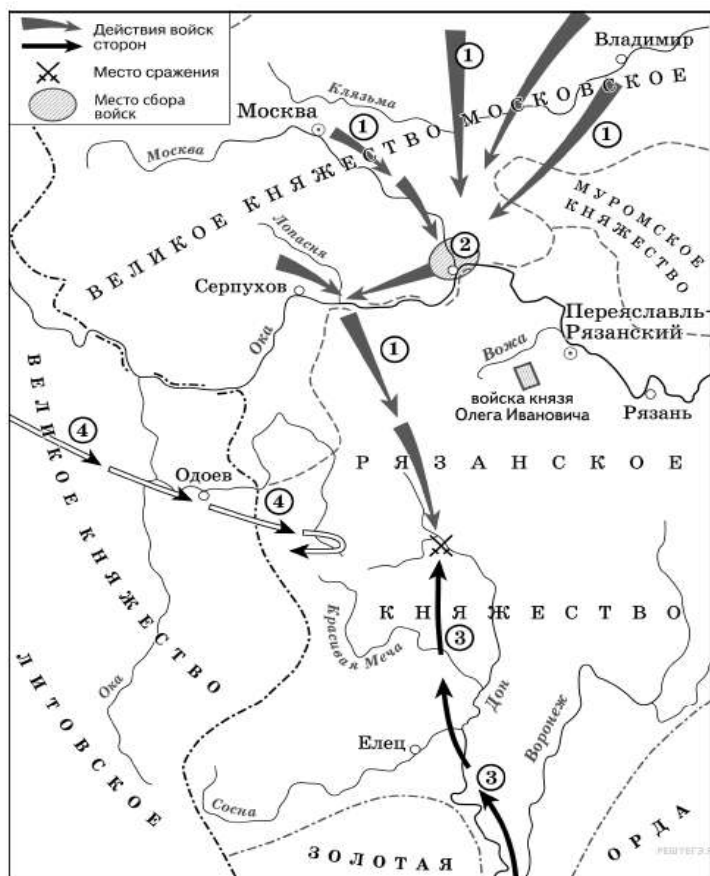 Действия войск
сторон
Место сражения
Место сбора
войск
Владимир
Клязьма
Москва
Москва
ВЕЛИКОЕ КНЯЖЕСТВО МОСКОВСКОЕ
МУРОМСКОЕ
КНЯЖЕСТВО
1
1
1
2
Лопасня
Серпухов
Ока
1
Переяславль-
Рязанский
Вожа
войска князя
Олега Ивановича
Рязань
РЯЗАНСКОЕ
КНЯЖЕСТВО
4
Одоев
4
ВЕЛИКОЕ КНЯЖЕСТВО
ЛИТОВСКОЕ
Красивая Меча
3
Дон
Воронеж
Ока
Елец
3
Сосна
ЗОЛОТАЯ
ОРДА